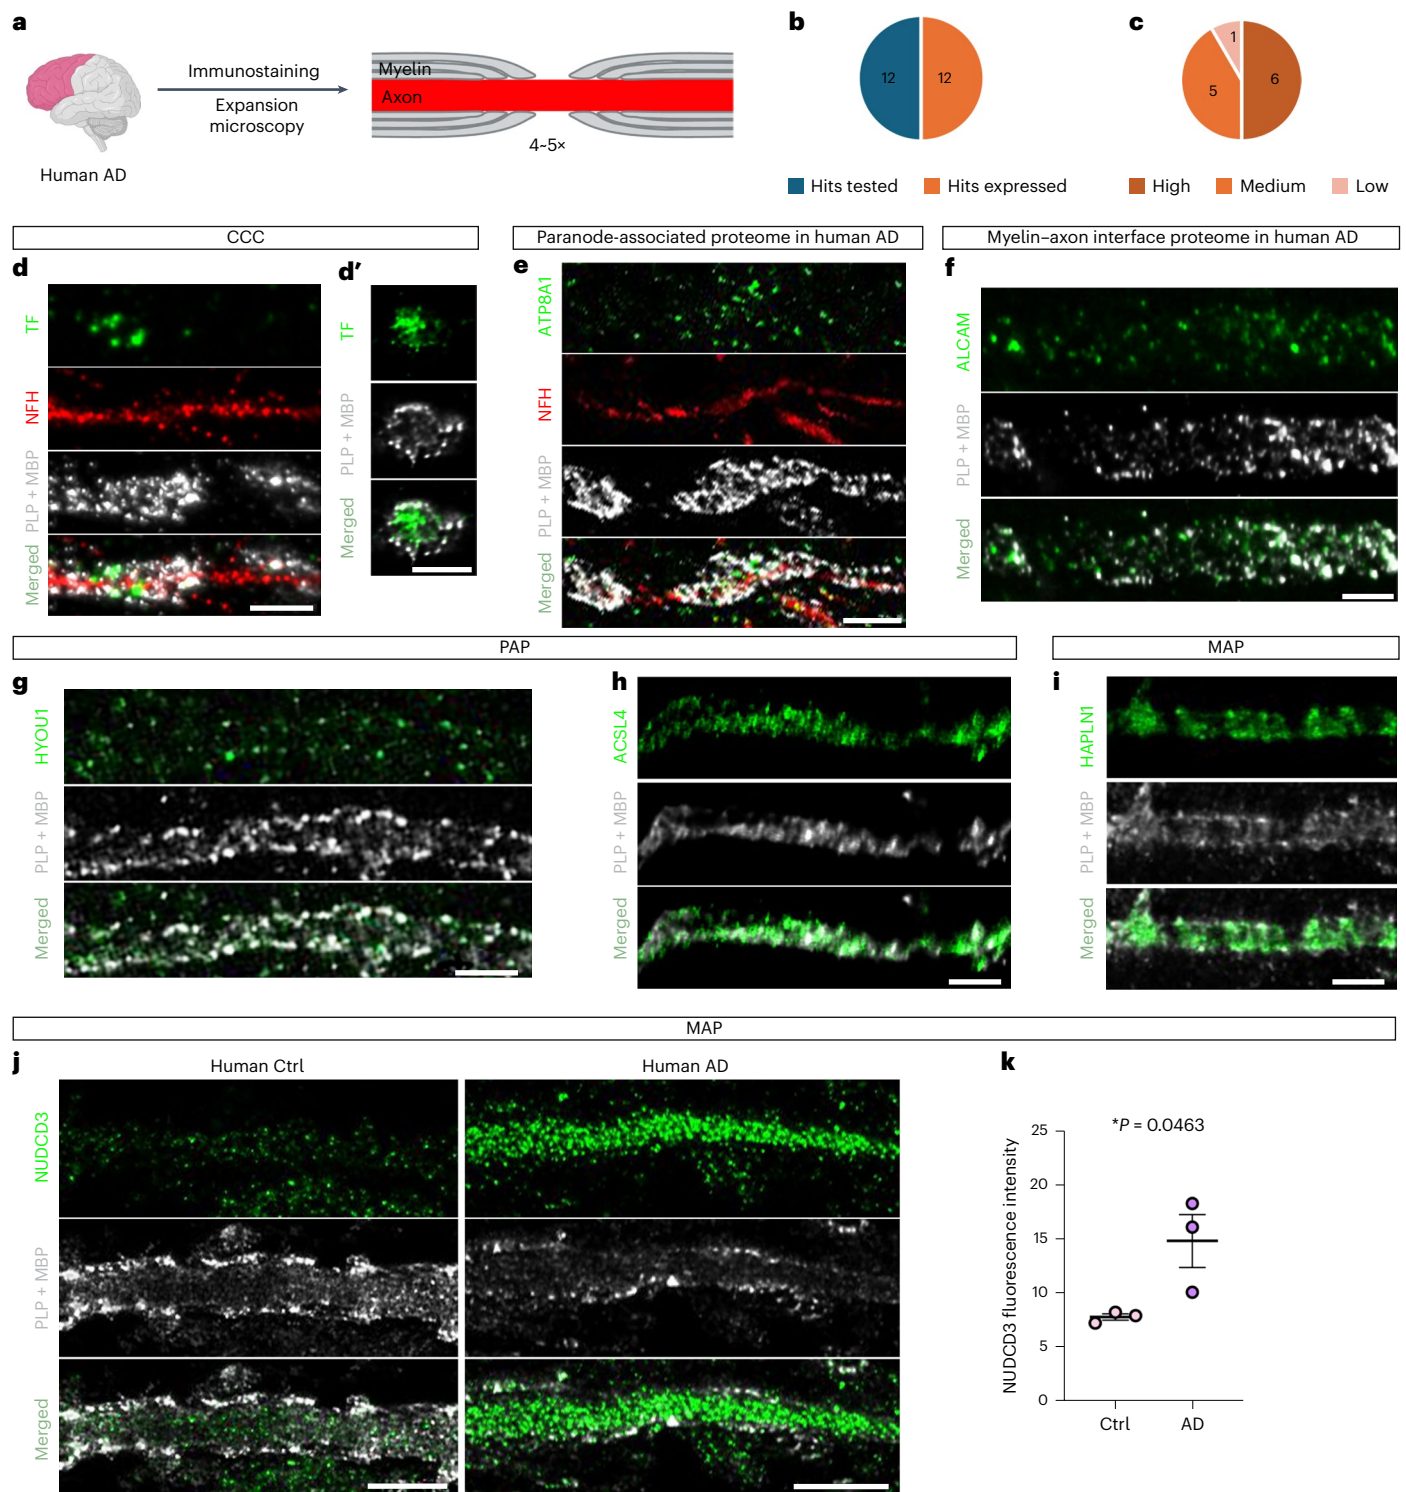 a
Immunostaining
Expansion
microscopy
Human AD
Myelin
Axon
4~5×
b
12
12
Hits tested
Hits expressed
c
1
5
6
High
Medium
Low
CCC
Paranode-associated proteome in human AD
Myelin–axon interface proteome in human AD
d
TF
NFH
PLP + MBP
Merged
d′
TF
PLP + MBP
Merged
e
ATP8A1
NFH
PLP + MBP
Merged
f
ALCAM
PLP + MBP
Merged
PAP
MAP
g
HYOU1
PLP + MBP
Merged
h
ACSL4
PLP + MBP
Merged
i
HAPLN1
PLP + MBP
Merged
MAP
j
Human Ctrl
Human AD
NUDCD3
PLP + MBP
Merged
k
*P = 0.0463
NUDCD3 fluorescence intensity
25
20
15
10
5
0
Ctrl
AD